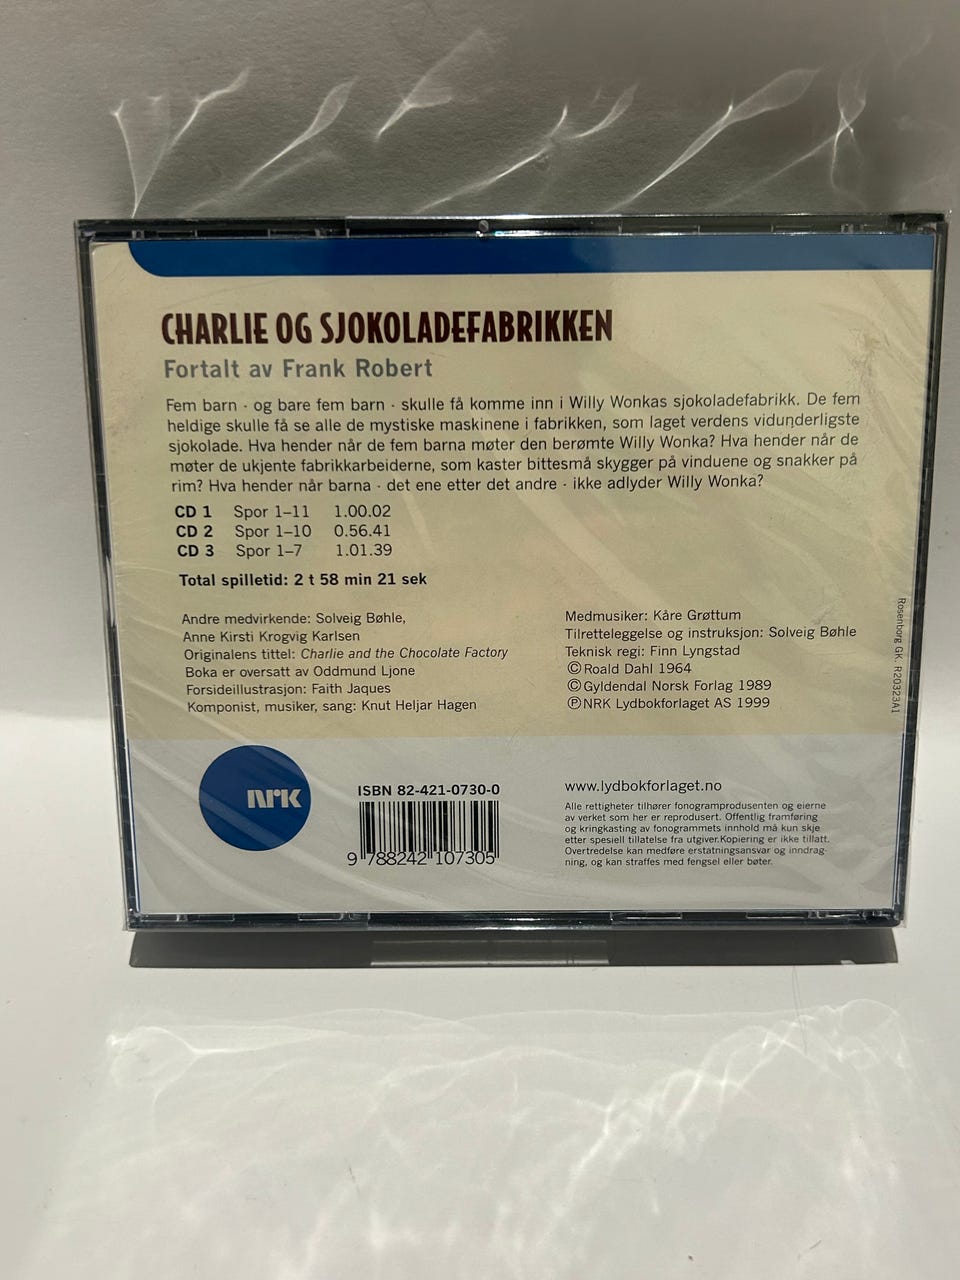 CHARLIE OG SJOKOLADEFABRIKKEN
Fortalt av Frank Robert
Fem barn - og bare fem barn - skulle få komme inn i Willy Wonkas sjokoladefabrikk. De fem
heldige skulle få se alle de mystiske maskinene i fabrikken, som laget verdens vidunderligste
sjokolade. Hva hender når de fem barna møter den berømte Willy Wonka? Hva hender når de
møter de ukjente fabrikkarbeiderne, som kaster bittesmå skygger på vinduene og snakker på
rim? Hva hender når barna - det ene etter det andre - ikke adlyder Willy Wonka?
CD 1 Spor 1–11 1.00.02
CD 2 Spor 1–10 0.56.41
CD 3 Spor 1–7 1.01.39
Total spilletid: 2 t 58 min 21 sek
Andre medvirkende: Solveig Bøhle,
Anne Kirsti Krogvig Karlsen
Originalens tittel: Charlie and the Chocolate Factory
Boka er oversatt av Oddmund Ljone
Forsideillustrasjon: Faith Jaques
Komponist, musiker, sang: Knut Heljar Hagen
Medmusiker: Kåre Grøttum
Tilretteleggelse og instruksjon: Solveig Bøhle
Teknisk regi: Finn Lyngstad
©Roald Dahl 1964
©Gyldendal Norsk Forlag 1989
℗NRK Lydbokforlaget AS 1999
Rosenborg GK. R20323A1
NRK
ISBN 82-421-0730-0
9 788242 107305
www.lydbokforlaget.no
Alle rettigheter tilhører fonogramprodusenten og eierne
av verket som her er reprodusert. Offentlig framføring
og kringkasting av fonogrammets innhold må kun skje
etter spesiell tillatelse fra utgiver.Kopiering er ikke tillatt.
Overtredelse kan medføre erstatningsansvar og inndrag-
ning, og kan straffes med fengsel eller bøter.